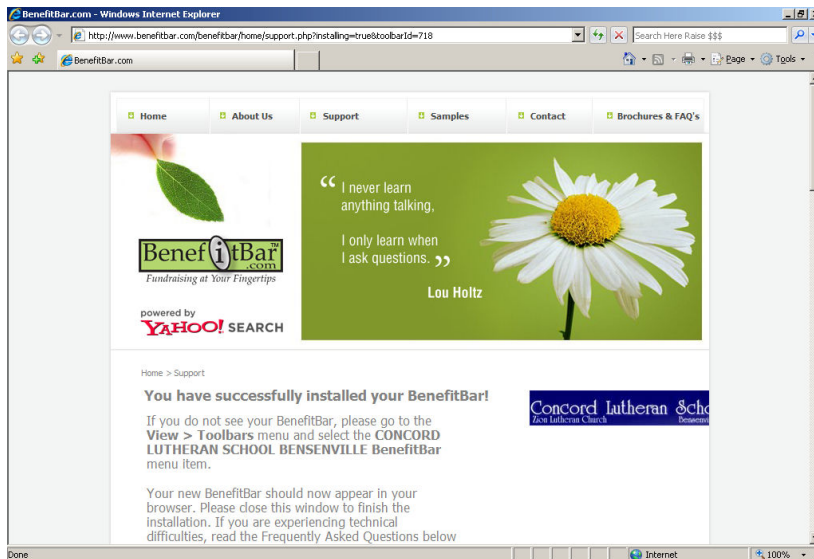 BenefitBar.com - Windows Internet Explorer
http://www.benefitbar.com/benefitbar/home/support.php?installing=true&toolbarId=718
Search Here Raise $$$
BenefitBar.com
Page
Tools
Home
About Us
Support
Samples
Contact
Brochures & FAQ's
“ I never learn
anything talking,
I only learn when
I ask questions. ”
Lou Holtz
BenefitBar™
.com
Fundraising at Your Fingertips
powered by
YAHOO! SEARCH
Home > Support
You have successfully installed your BenefitBar!
If you do not see your BenefitBar, please go to the
View > Toolbars menu and select the CONCORD
LUTHERAN SCHOOL BENSENVILLE BenefitBar
menu item.
Your new BenefitBar should now appear in your
browser. Please close this window to finish the
installation. If you are experiencing technical
difficulties, read the Frequently Asked Questions below
Concord Lutheran Scho
Zion Lutheran Church
Bensenv
Done
Internet
100%